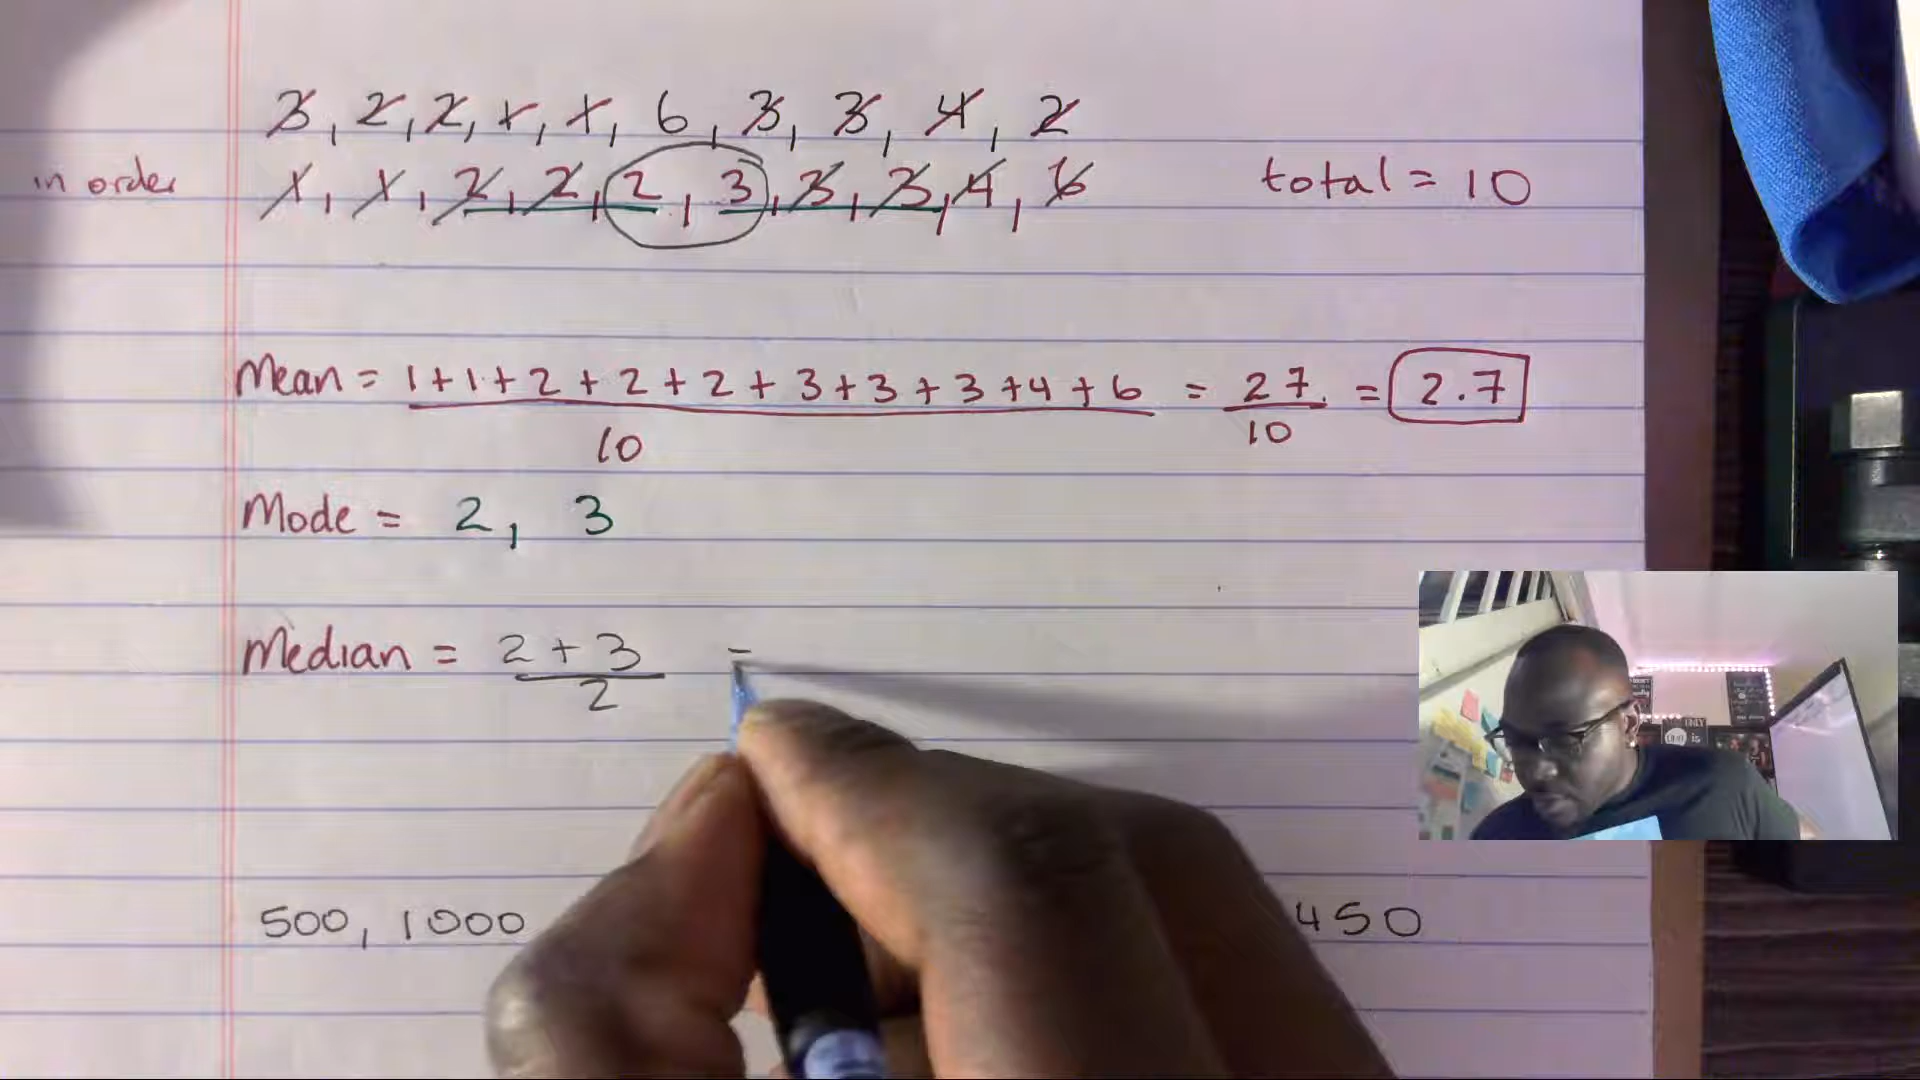 3, 2, 2, 1, 1, 6, 3, 3, 4, 2
in order 1, 1, 2, 2, 2, 3, 3, 3, 4, 6 total = 10
Mean = 1+1+2+2+2+3+3+3+4+6 = 27 = 2.7
10 10
Mode = 2, 3
Median = 2+3 =
2
500, 1000 450
ONLY
is